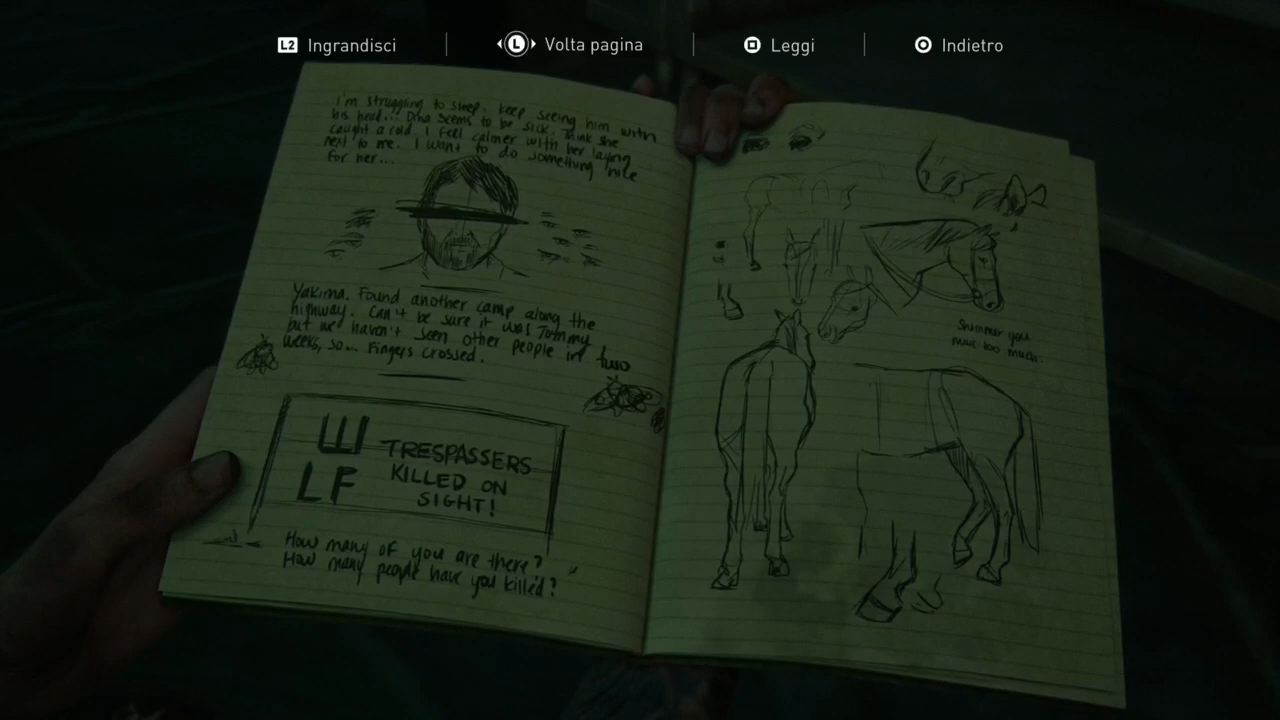 L2 Ingrandisci
L Volta pagina
Leggi
Indietro
i'm struggling to sleep. Keep seeing him with
his head... Dina seems to be sick. Think she
caught a cold. I feel calmer with her laying
next to me. I want to do something nice
for her...
Yakima. Found another camp along the
highway. Can't be sure it was Tommy
but we haven't seen other people in two
weeks, so... Fingers crossed.
W TRESPASSERS
LF KILLED ON
SIGHT!
How many of you are there?
How many people have you killed?
Shimmer you
nuzz too much.